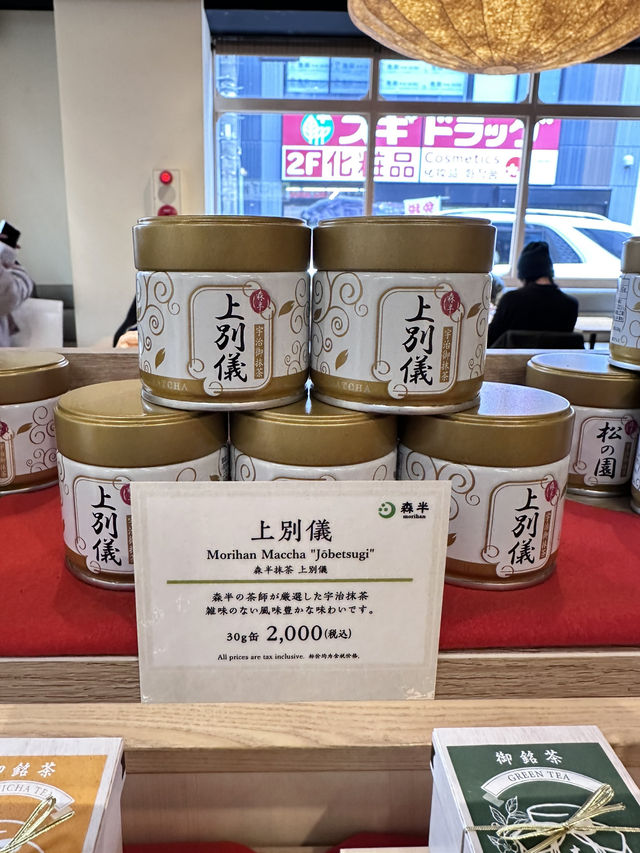 スギドラッグ
2F化粧品
Cosmetics
上別儀
森半
宇治御抹茶
MATCHA
上別儀
森半
宇治御抹茶
MATCHA
松の園
上別儀
上別儀
森半
morihan
上別儀
Morihan Maccha "Jōbetsugi"
森半抹茶 上別儀
森半の茶師が厳選した宇治抹茶
雑味のない風味豊かな味わいです。
30g缶 2,000(税込)
All prices are tax inclusive. 标价均为含税价格。
御銘茶
御銘茶
GREEN TEA